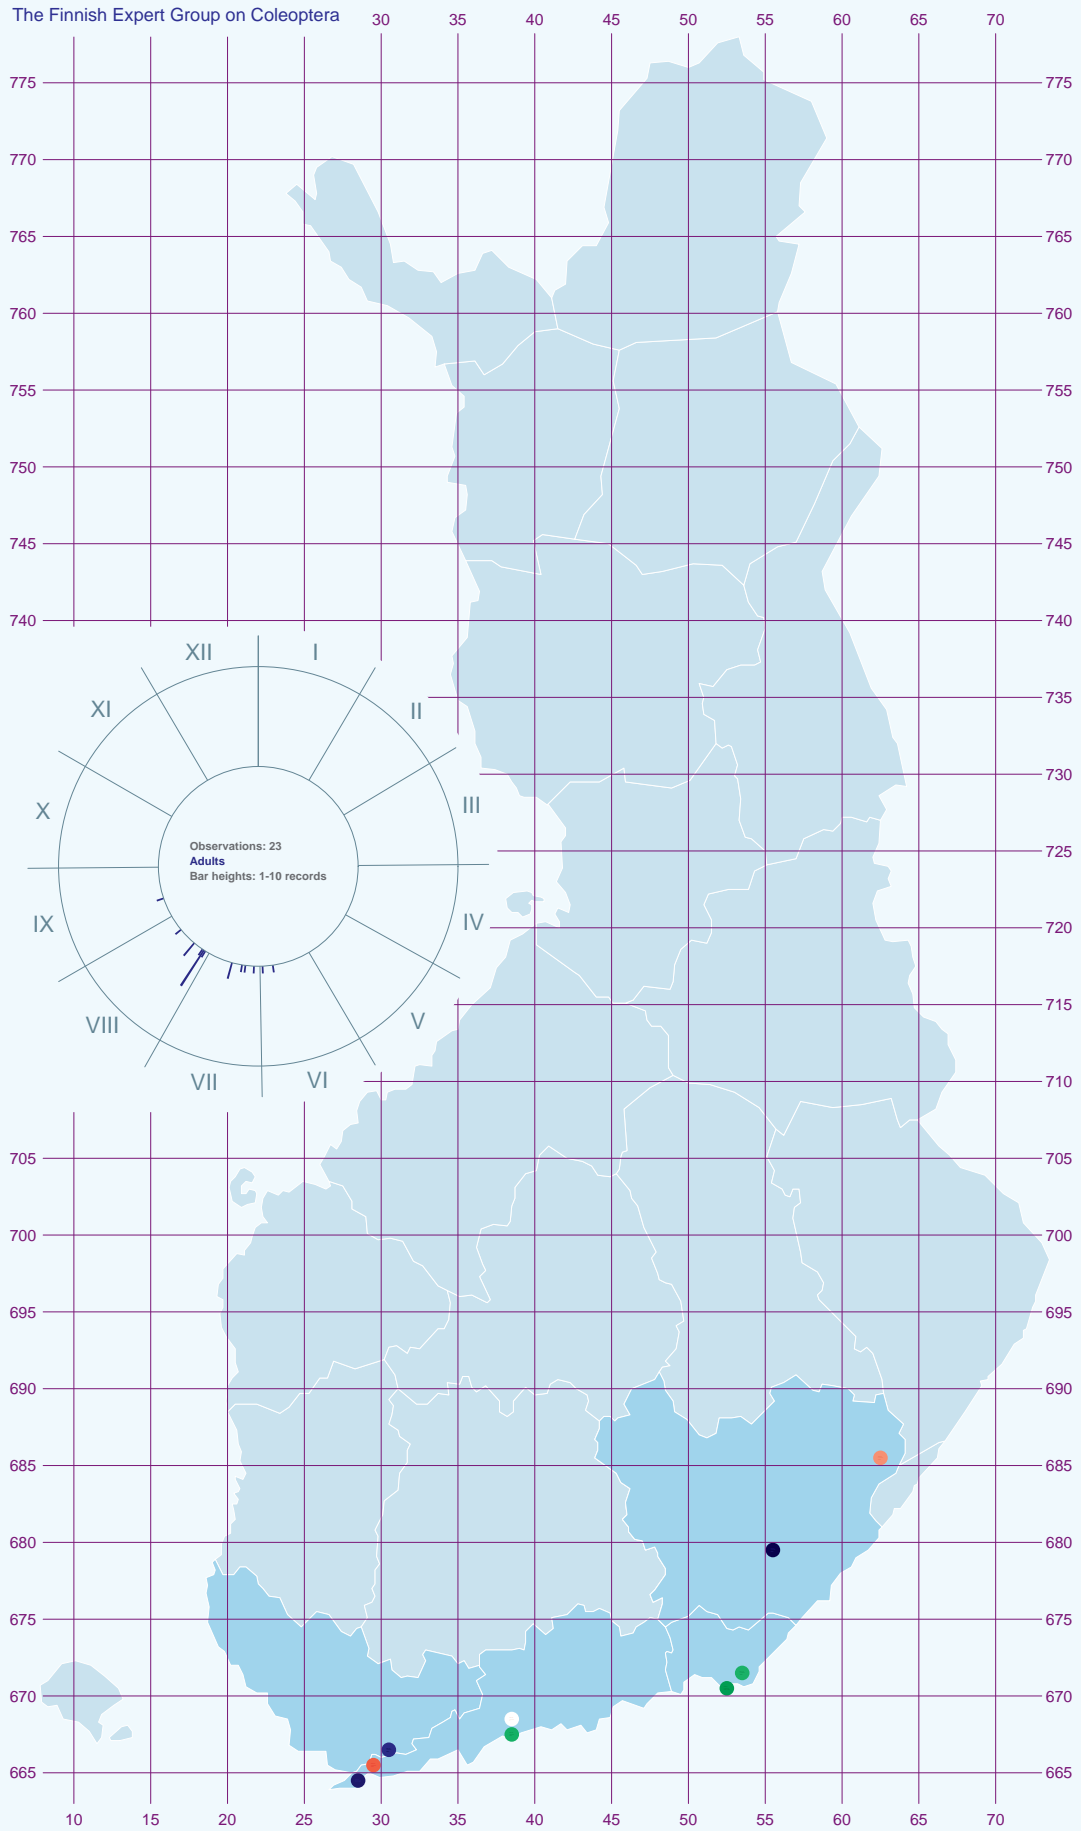 The Finnish Expert Group on Coleoptera
30 35 40 45 50 55 60 65 70
775 775
770 770
765 765
760 760
755 755
750 750
745 745
740 740
XII I
XI II
735
730
X III
725
Observations: 23
Adults
Bar heights: 1-10 records
IX IV
720
715
VIII V
VII VI
710
705 705
700 700
695 695
690 690
685 685
680 680
675 675
670 670
665 665
10 15 20 25 30 35 40 45 50 55 60 65 70